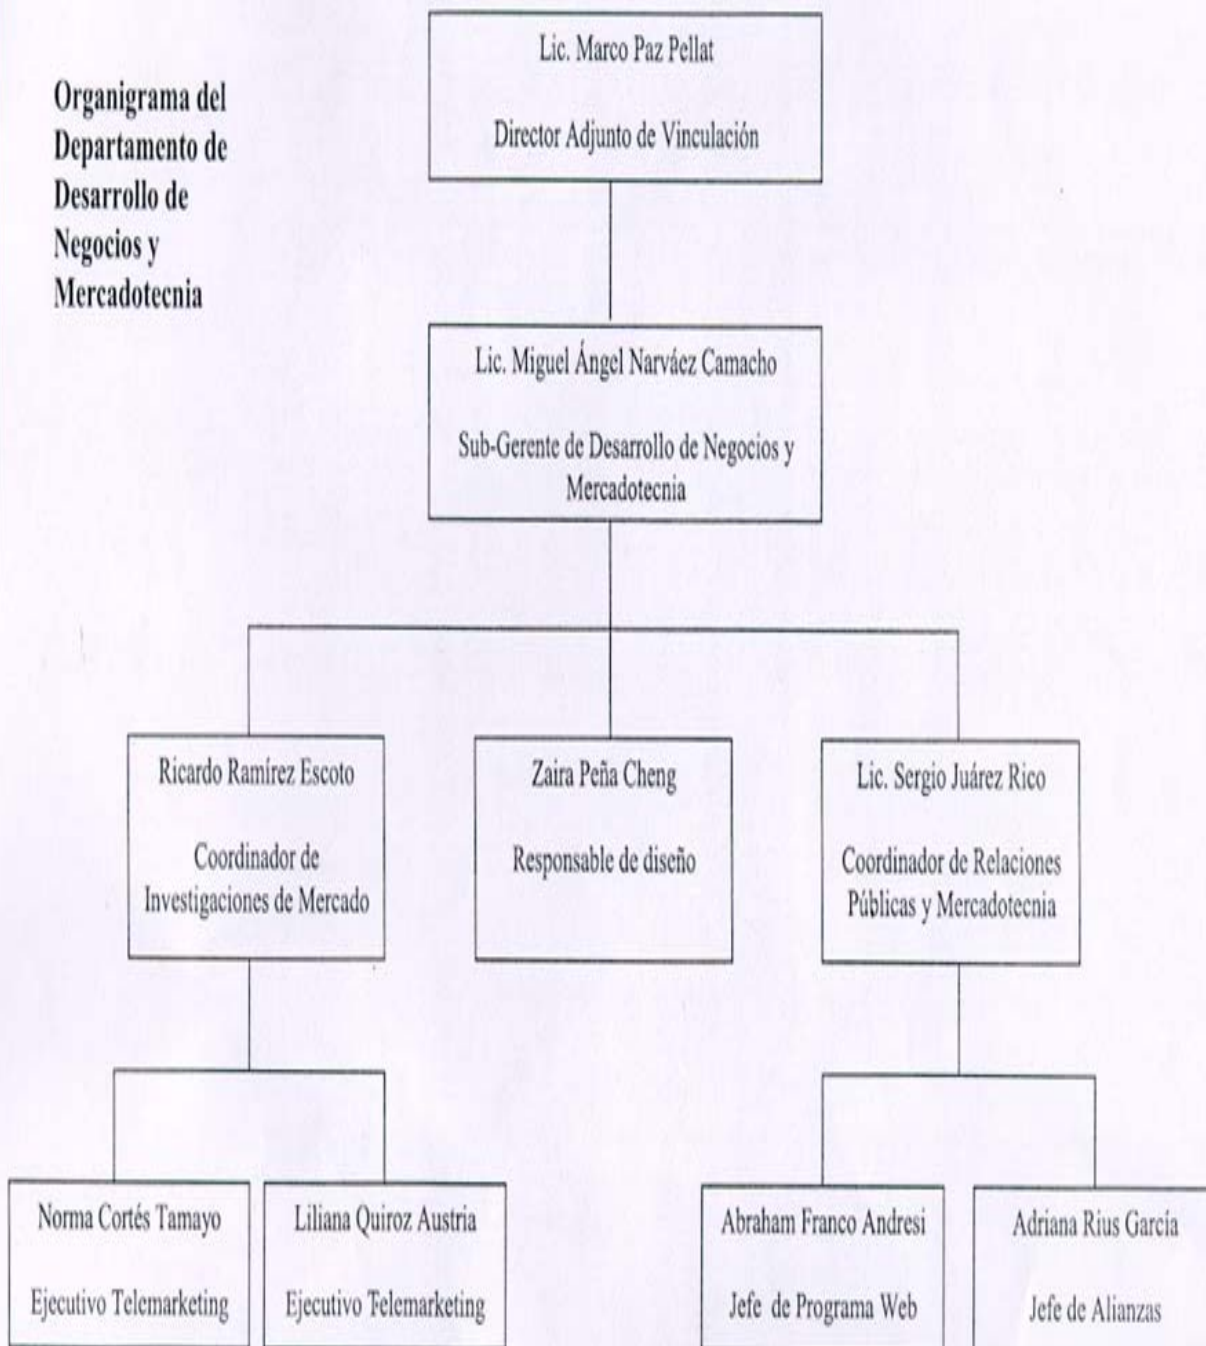 Organigrama del
Departamento de
Desarrollo de
Negocios y
Mercadotecnia
Lic. Marco Paz Pellat
Director Adjunto de Vinculación
Lic. Miguel Ángel Narváez Camacho
Sub-Gerente de Desarrollo de Negocios y
Mercadotecnia
Ricardo Ramírez Escoto
Coordinador de
Investigaciones de Mercado
Zaira Peña Cheng
Responsable de diseño
Lic. Sergio Juárez Rico
Coordinador de Relaciones
Públicas y Mercadotecnia
Norma Cortés Tamayo
Ejecutivo Telemarketing
Liliana Quiroz Austria
Ejecutivo Telemarketing
Abraham Franco Andresi
Jefe de Programa Web
Adriana Rius García
Jefe de Alianzas